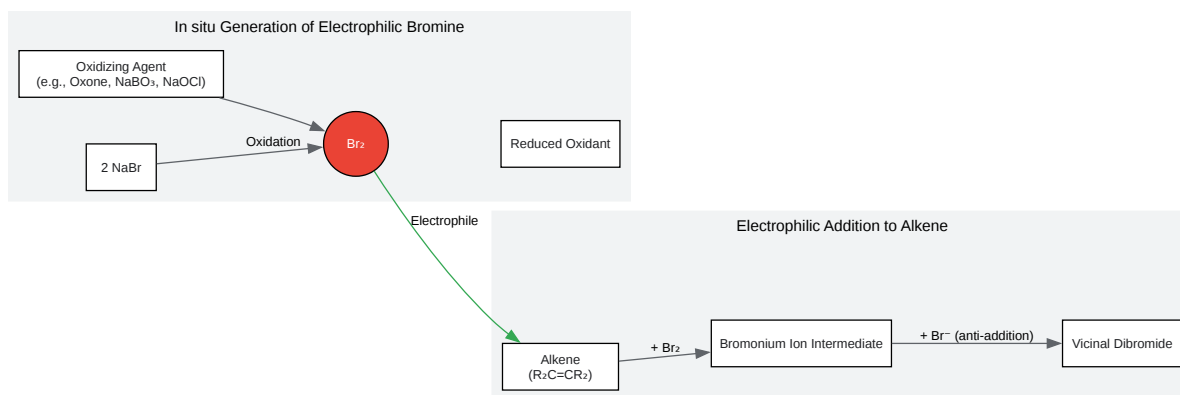 In situ Generation of Electrophilic Bromine
Oxidizing Agent
(e.g., Oxone, NaBO₃, NaOCl)
2 NaBr
Oxidation
Br₂
Reduced Oxidant
Electrophile
Electrophilic Addition to Alkene
Alkene
(R₂C=CR₂)
+ Br₂
Bromonium Ion Intermediate
+ Br⁻ (anti-addition)
Vicinal Dibromide